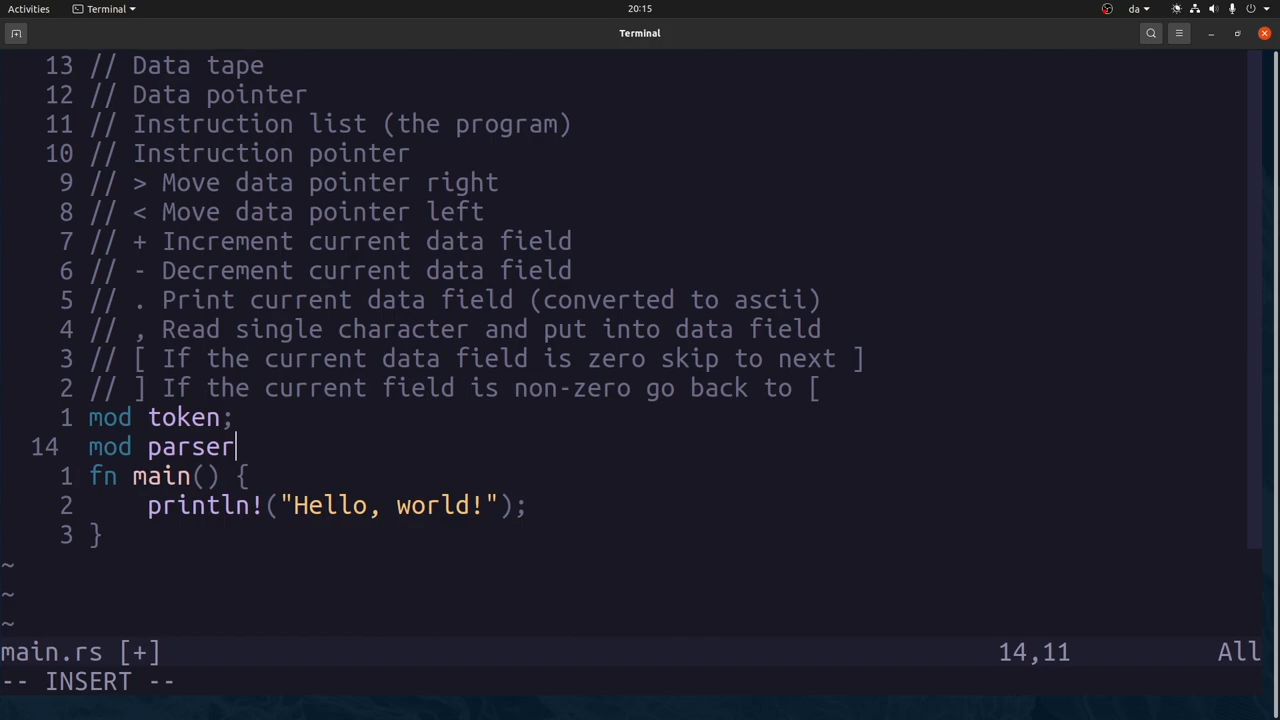 Activities Terminal 20:15 da
Terminal
13 // Data tape
12 // Data pointer
11 // Instruction list (the program)
10 // Instruction pointer
9 // > Move data pointer right
8 // < Move data pointer left
7 // + Increment current data field
6 // - Decrement current data field
5 // . Print current data field (converted to ascii)
4 // , Read single character and put into data field
3 // [ If the current data field is zero skip to next ]
2 // ] If the current field is non-zero go back to [
1 mod token;
14 mod parser
1 fn main() {
2     println!("Hello, world!");
3 }
~
~
~
main.rs [+] 14,11 All
-- INSERT --